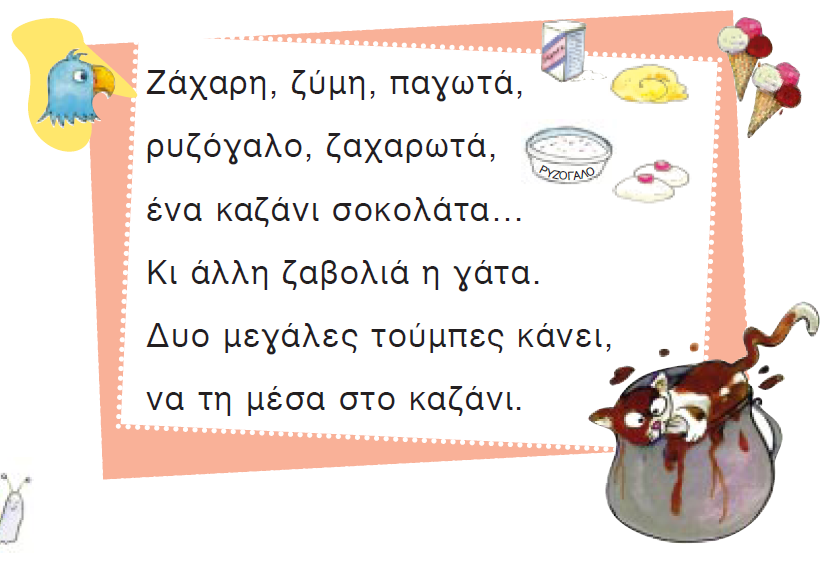 Ζάχαρη, ζύμη, παγωτά,
ρυζόγαλο, ζαχαρωτά,
ΡΥΖΟΓΑΛΟ
ένα καζάνι σοκολάτα...
Κι άλλη ζαβολιά η γάτα.
Δυο μεγάλες τούμπες κάνει,
να τη μέσα στο καζάνι.